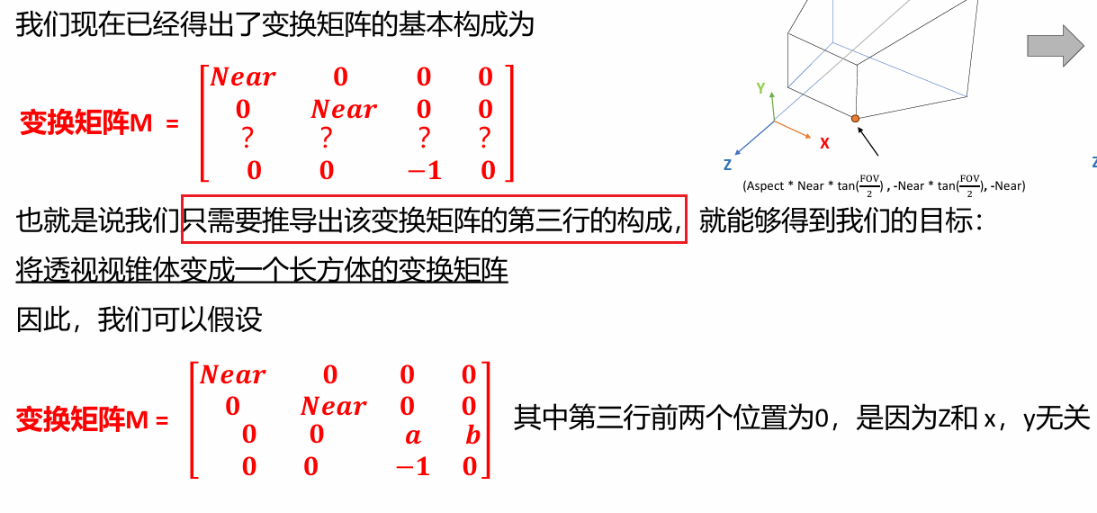 我们现在已经得出了变换矩阵的基本构成为
变换矩阵M =
Near 0 0 0
0 Near 0 0
? ? ? ?
0 0 −1 0
Y
X
Z
Z
(Aspect * Near * tan(FOV/2) , -Near * tan(FOV/2), -Near)
也就是说我们只需要推导出该变换矩阵的第三行的构成，就能够得到我们的目标：
将透视视锥体变成一个长方体的变换矩阵
因此，我们可以假设
变换矩阵M =
Near 0 0 0
0 Near 0 0
0 0 a b
0 0 −1 0
其中第三行前两个位置为0，是因为Z和 x，y无关